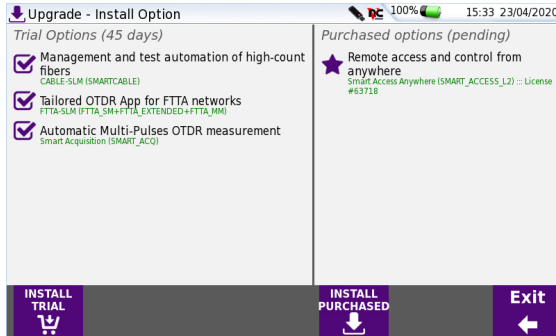 Upgrade - Install Option
100%
15:33 23/04/2020
Trial Options (45 days)
Management and test automation of high-count
fibers
CABLE-SLM (SMARTCABLE)
Tailored OTDR App for FTTA networks
FTTA-SLM (FTTA_SM+FTTA_EXTENDED+FTTA_MM)
Automatic Multi-Pulses OTDR measurement
Smart Acquisition (SMART_ACQ)
Purchased options (pending)
Remote access and control from
anywhere
Smart Access Anywhere (SMART_ACCESS_L2) ::: License
#63718
INSTALL
TRIAL
INSTALL
PURCHASED
Exit